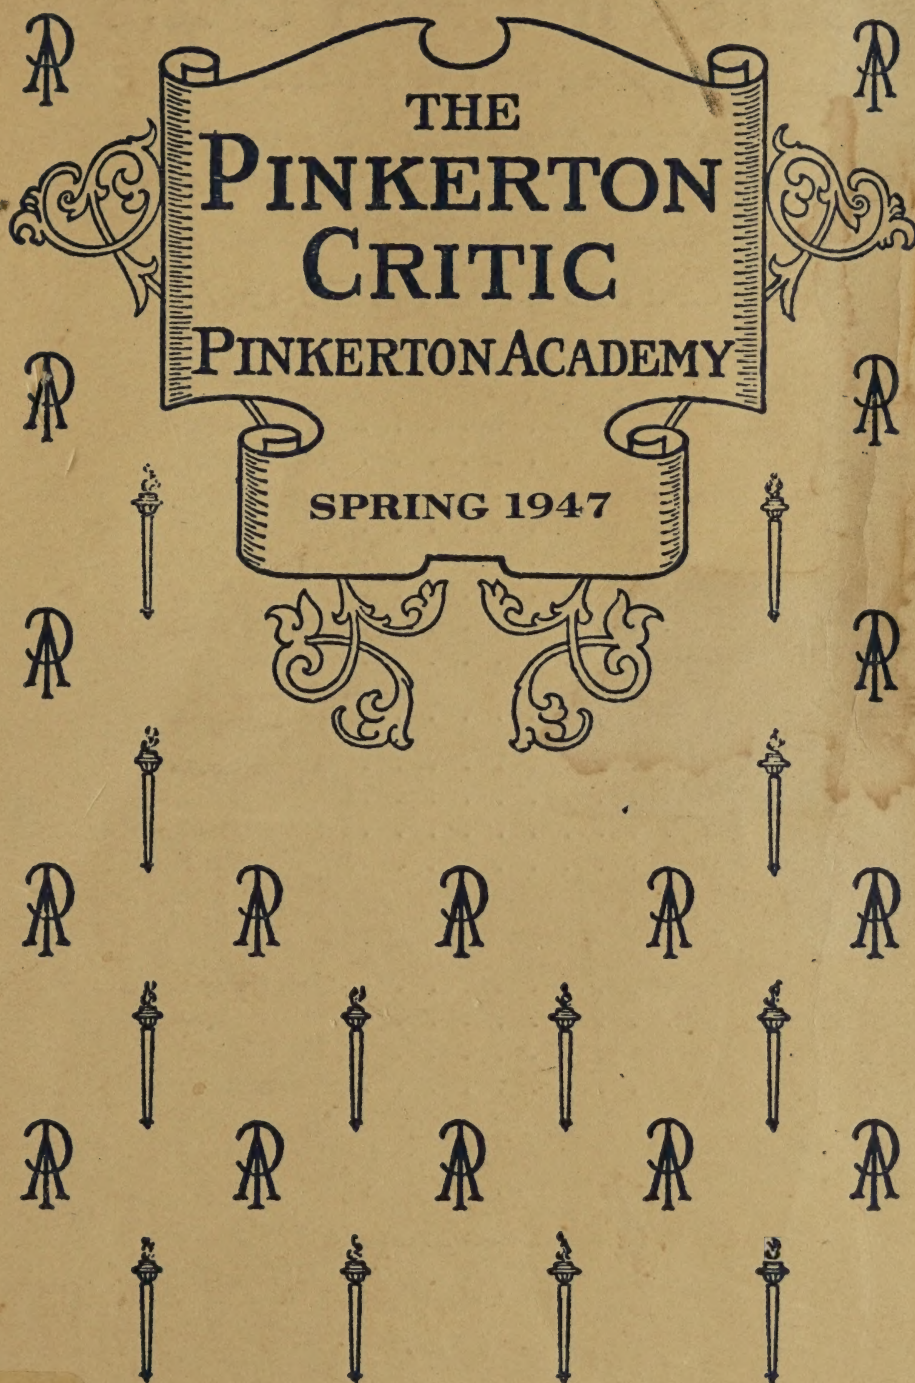 THE
PINKERTON
CRITIC
PINKERTON ACADEMY
SPRING 1947